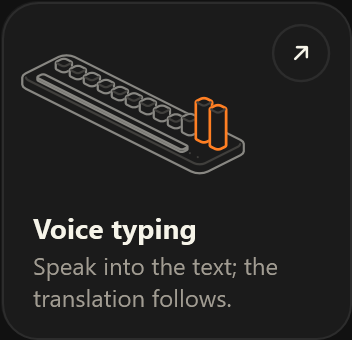 Voice typing
Speak into the text; the
translation follows.